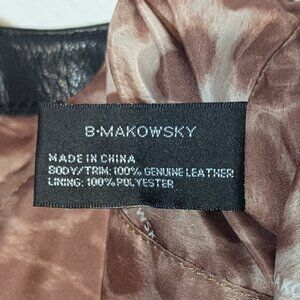 B·MAKOWSKY
MADE IN CHINA
BODY/TRIM: 100% GENUINE LEATHER
LINING: 100% POLYESTER